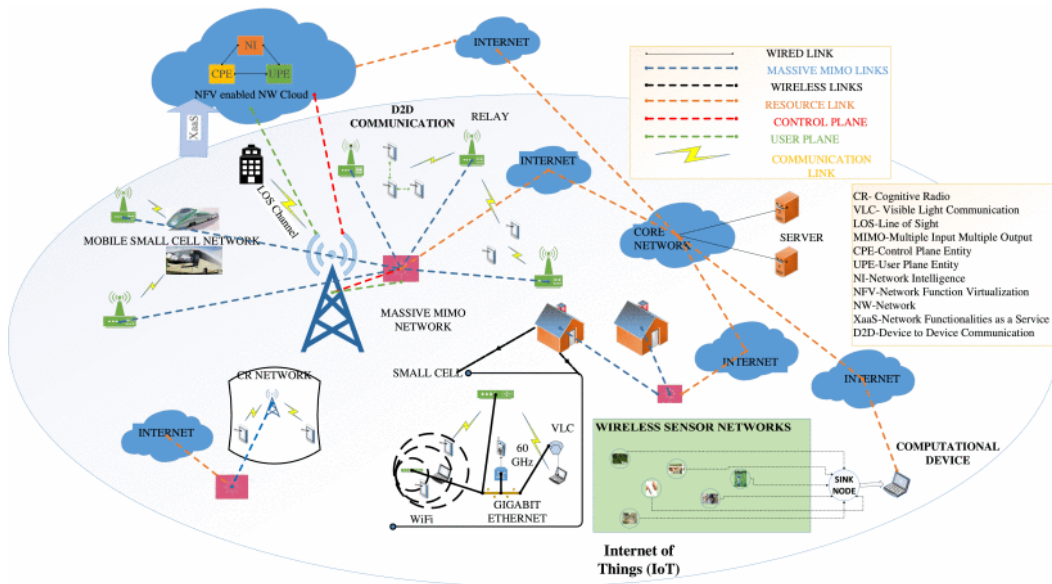 NI
CPE
UPE
NFV enabled NW Cloud
XaaS
INTERNET
WIRED LINK
MASSIVE MIMO LINKS
WIRELESS LINKS
RESOURCE LINK
CONTROL PLANE
USER PLANE
COMMUNICATION
LINK
D2D
COMMUNICATION
RELAY
INTERNET
LOS Channel
MOBILE SMALL CELL NETWORK
CORE
NETWORK
SERVER
CR- Cognitive Radio
VLC- Visible Light Communication
LOS-Line of Sight
MIMO-Multiple Input Multiple Output
CPE-Control Plane Entity
UPE-User Plane Entity
NI-Network Intelligence
NFV-Network Function Virtualization
NW-Network
XaaS-Network Functionalities as a Service
D2D-Device to Device Communication
MASSIVE MIMO
NETWORK
SMALL CELL
INTERNET
INTERNET
CR NETWORK
INTERNET
VLC
60
GHz
WiFi
GIGABIT
ETHERNET
WIRELESS SENSOR NETWORKS
SINK
NODE
COMPUTATIONAL
DEVICE
Internet of
Things (IoT)